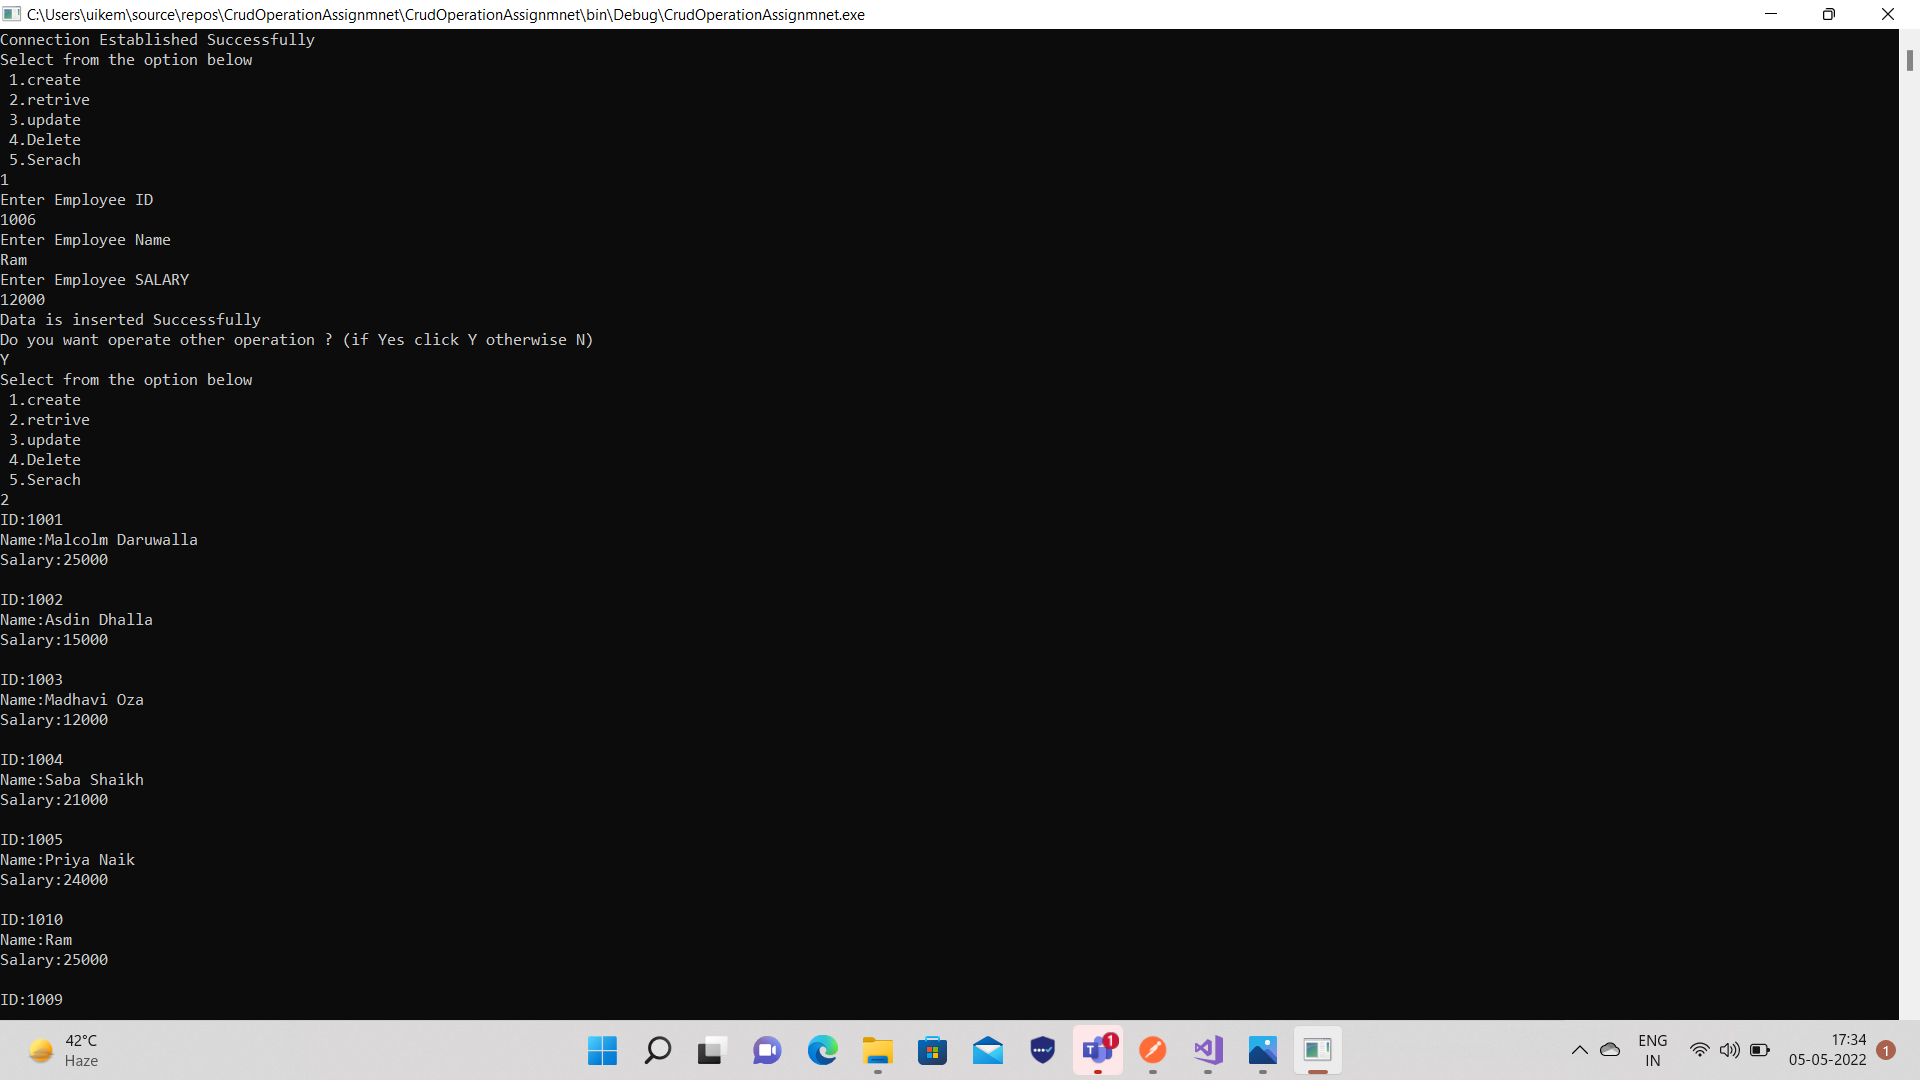 C:\Users\uikem\source\repos\CrudOperationAssignmnet\CrudOperationAssignmnet\bin\Debug\CrudOperationAssignmnet.exe
Connection Established Successfully
Select from the option below
1.create
2.retrive
3.update
4.Delete
5.Serach
1
Enter Employee ID
1006
Enter Employee Name
Ram
Enter Employee SALARY
12000
Data is inserted Successfully
Do you want operate other operation ? (if Yes click Y otherwise N)
Y
Select from the option below
1.create
2.retrive
3.update
4.Delete
5.Serach
2
ID:1001
Name:Malcolm Daruwalla
Salary:25000
ID:1002
Name:Asdin Dhalla
Salary:15000
ID:1003
Name:Madhavi Oza
Salary:12000
ID:1004
Name:Saba Shaikh
Salary:21000
ID:1005
Name:Priya Naik
Salary:24000
ID:1010
Name:Ram
Salary:25000
ID:1009
42°C
Haze
T
1
ENG
IN
17:34
05-05-2022
1